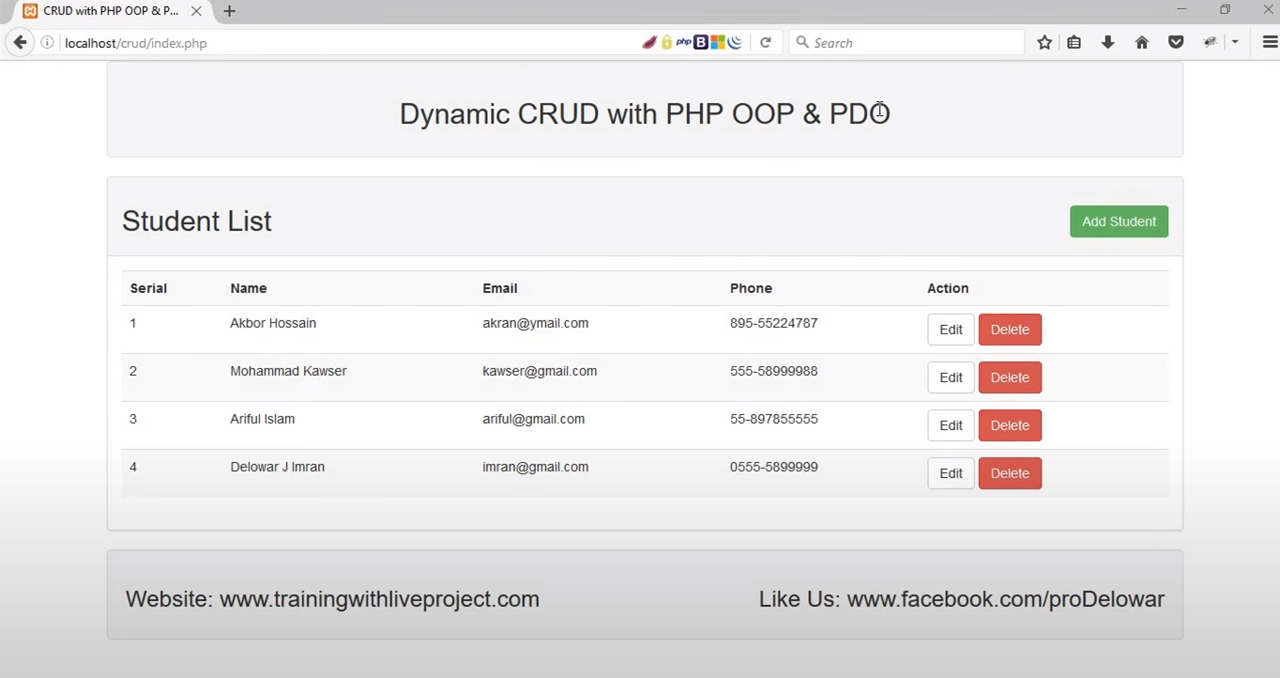 CRUD with PHP OOP & P...
localhost/crud/index.php
php B
Search
Dynamic CRUD with PHP OOP & PDO
Student List
Add Student
Serial Name Email Phone Action
1 Akbor Hossain akran@ymail.com 895-55224787 Edit Delete
2 Mohammad Kawser kawser@gmail.com 555-58999988 Edit Delete
3 Ariful Islam ariful@gmail.com 55-897855555 Edit Delete
4 Delowar J Imran imran@gmail.com 0555-5899999 Edit Delete
Website: www.trainingwithliveproject.com Like Us: www.facebook.com/proDelowar